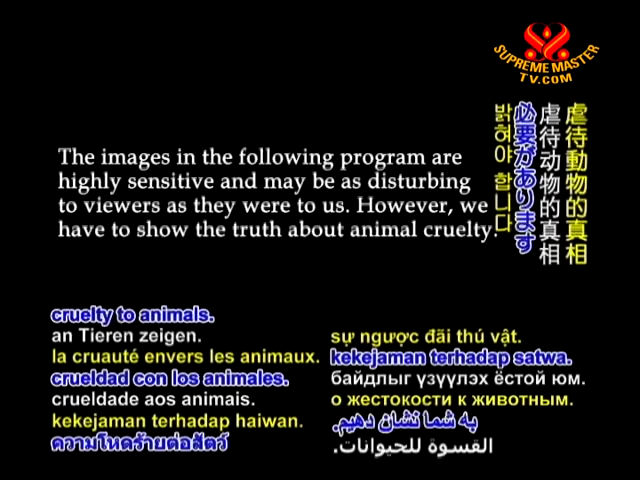 SUPREME MASTER
TV.COM
The images in the following program are
highly sensitive and may be as disturbing
to viewers as they were to us. However, we
have to show the truth about animal cruelty.
虐待動物的真相
虐待动物的真相
必要があります
밝혀야 합니다
cruelty to animals.
an Tieren zeigen.
la cruauté envers les animaux.
crueldad con los animales.
crueldade aos animais.
kekejaman terhadap haiwan.
ความโหดร้ายต่อสัตว์
sự ngược đãi thú vật.
kekejaman terhadap satwa.
байдлыг үзүүлэх ёстой юм.
о жестокости к животным.
به شما نشان دهیم.
القسوة للحيوانات.